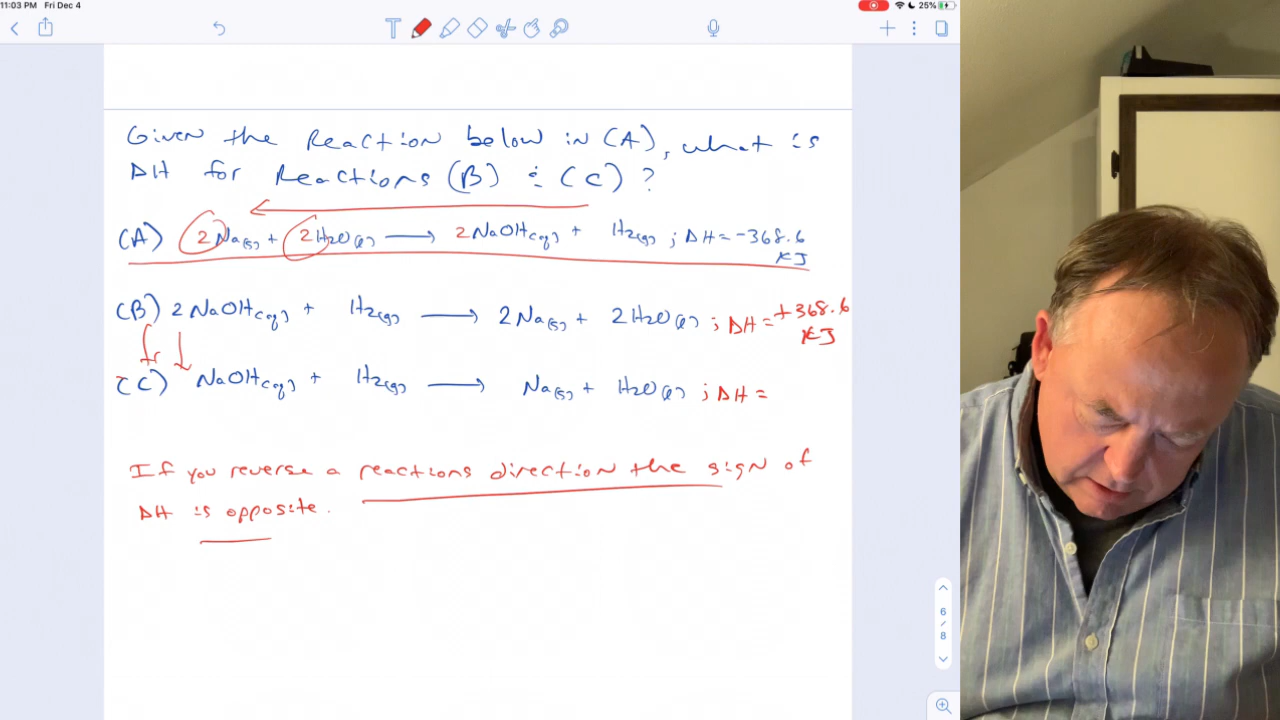 11:03 PM Fri Dec 4
25%
Given the Reaction below in (A), what is
ΔH for Reactions (B) & (C)?
(A) 2Na(s) + 2H2O(l) → 2NaOH(aq) + H2(g) ; ΔH = -368.6
KJ
(B) 2NaOH(aq) + H2(g) → 2Na(s) + 2H2O(l) ; ΔH = +368.6
KJ
(C) NaOH(aq) + H2(g) → Na(s) + H2O(l) ; ΔH =
If you reverse a reactions direction the sign of
ΔH is opposite.
6
/
8